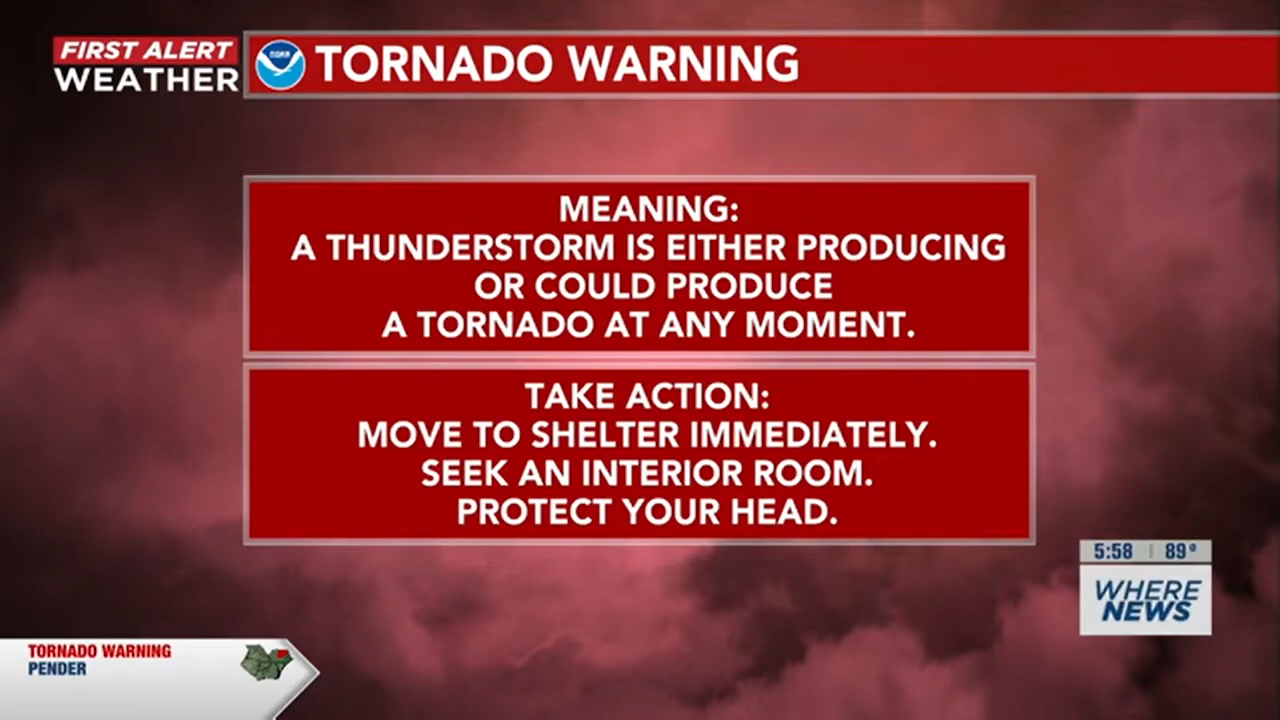 FIRST ALERT
WEATHER
NOAA
TORNADO WARNING
MEANING:
A THUNDERSTORM IS EITHER PRODUCING
OR COULD PRODUCE
A TORNADO AT ANY MOMENT.
TAKE ACTION:
MOVE TO SHELTER IMMEDIATELY.
SEEK AN INTERIOR ROOM.
PROTECT YOUR HEAD.
5:58 | 89°
WHERE
NEWS
TORNADO WARNING
PENDER